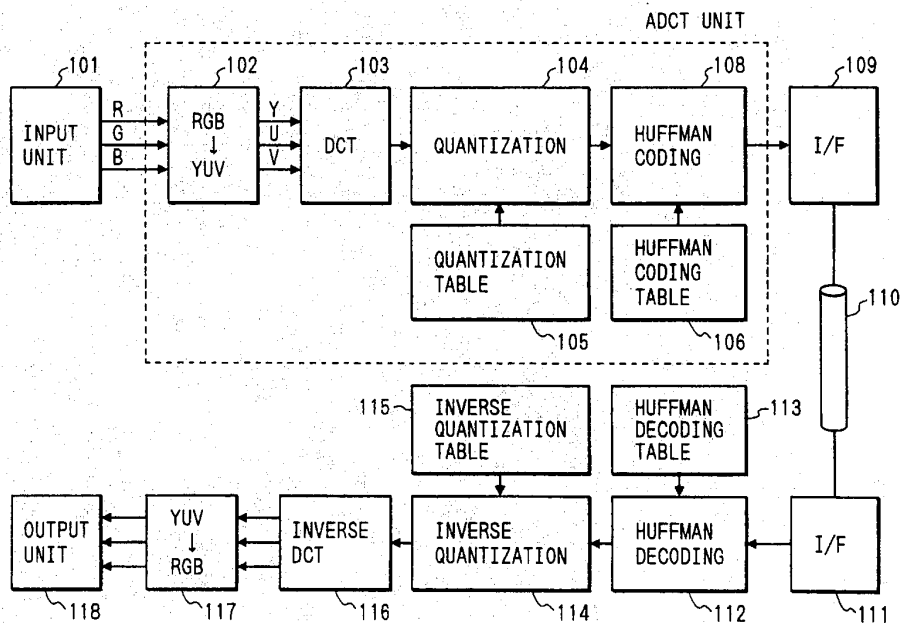 ADCT UNIT
101
102
103
104
108
109
INPUT
UNIT
R
G
B
RGB
↓
YUV
Y
U
V
DCT
QUANTIZATION
HUFFMAN
CODING
I/F
QUANTIZATION
TABLE
HUFFMAN
CODING
TABLE
105
106
110
115
INVERSE
QUANTIZATION
TABLE
HUFFMAN
DECODING
TABLE
113
OUTPUT
UNIT
YUV
↓
RGB
INVERSE
DCT
INVERSE
QUANTIZATION
HUFFMAN
DECODING
I/F
118
117
116
114
112
111